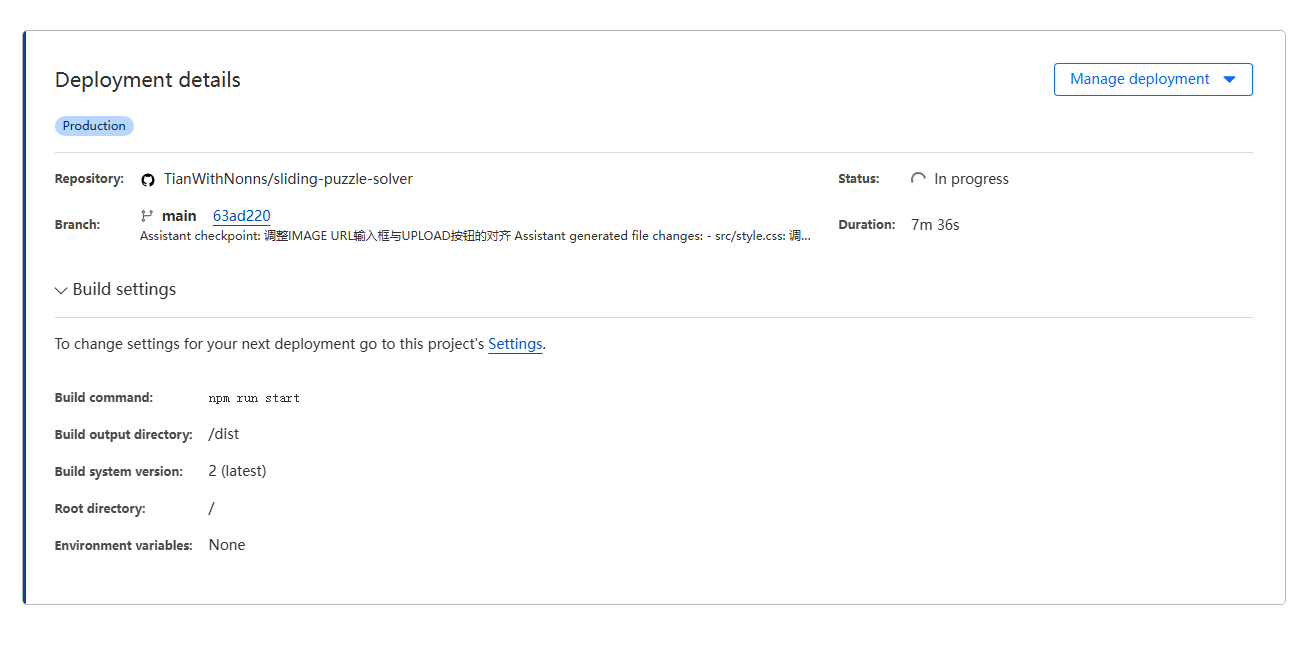 Deployment details
Manage deployment
Production
Repository: TianWithNonns/sliding-puzzle-solver
Status: In progress
Branch: main 63ad220
Assistant checkpoint: 调整IMAGE URL输入框与UPLOAD按钮的对齐 Assistant generated file changes: - src/style.css: 调...
Duration: 7m 36s
Build settings
To change settings for your next deployment go to this project's Settings.
Build command: npm run start
Build output directory: /dist
Build system version: 2 (latest)
Root directory: /
Environment variables: None